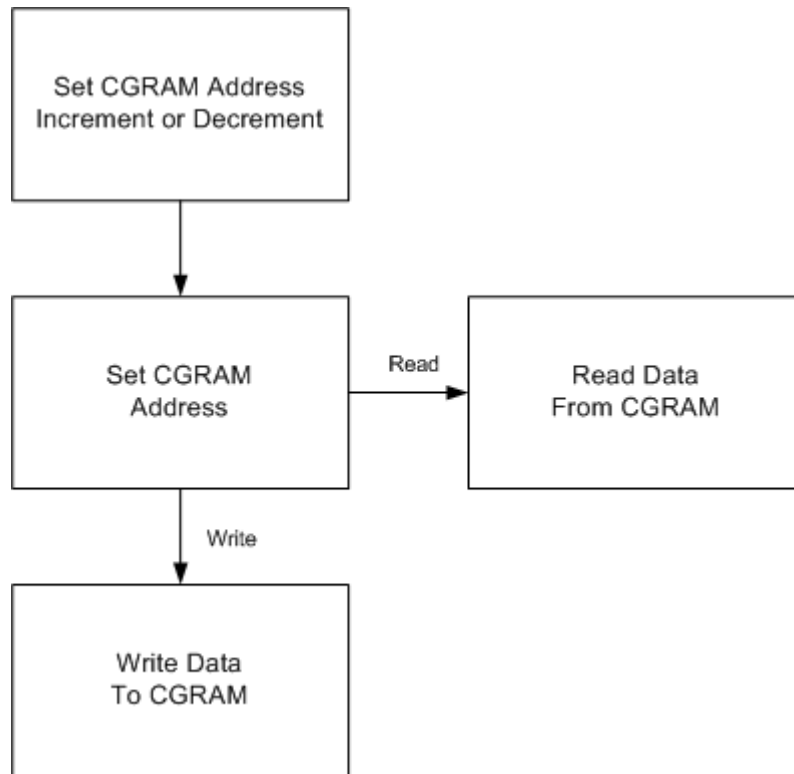 Set CGRAM Address
Increment or Decrement
Set CGRAM
Address
Read
Read Data
From CGRAM
Write
Write Data
To CGRAM